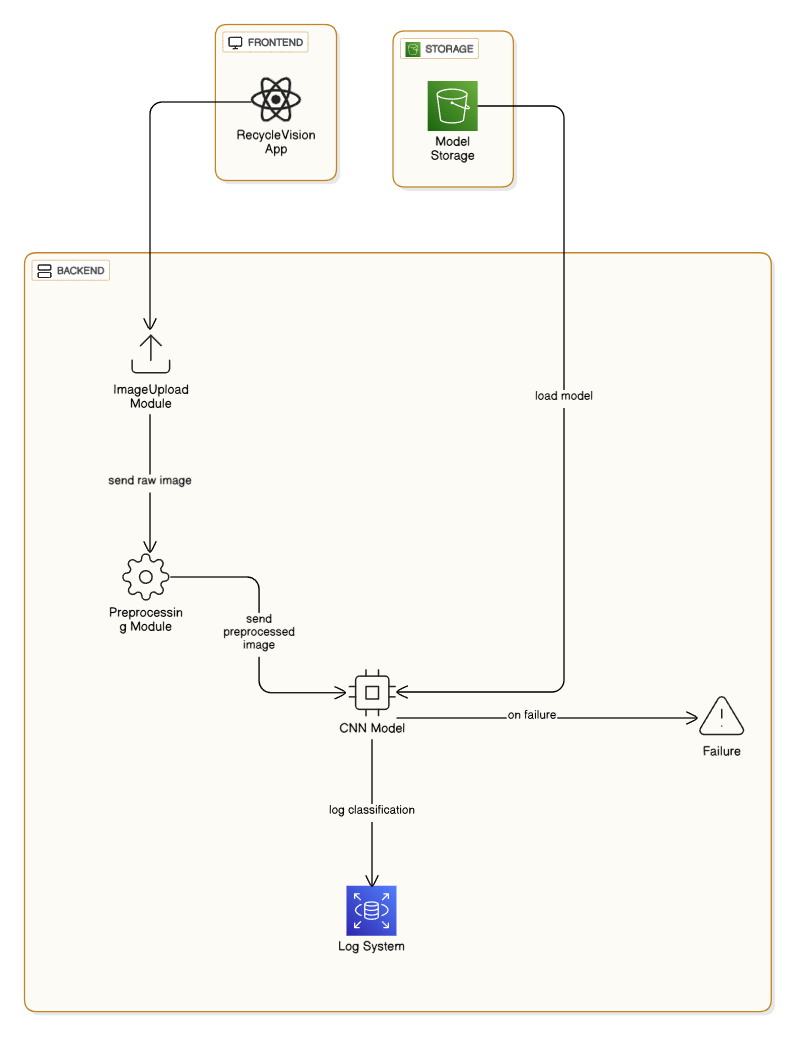 FRONTEND
RecycleVision
App
STORAGE
Model
Storage
BACKEND
ImageUpload
Module
load model
send raw image
Preprocessin
g Module
send
preprocessed
image
CNN Model
on failure
Failure
log classification
Log System